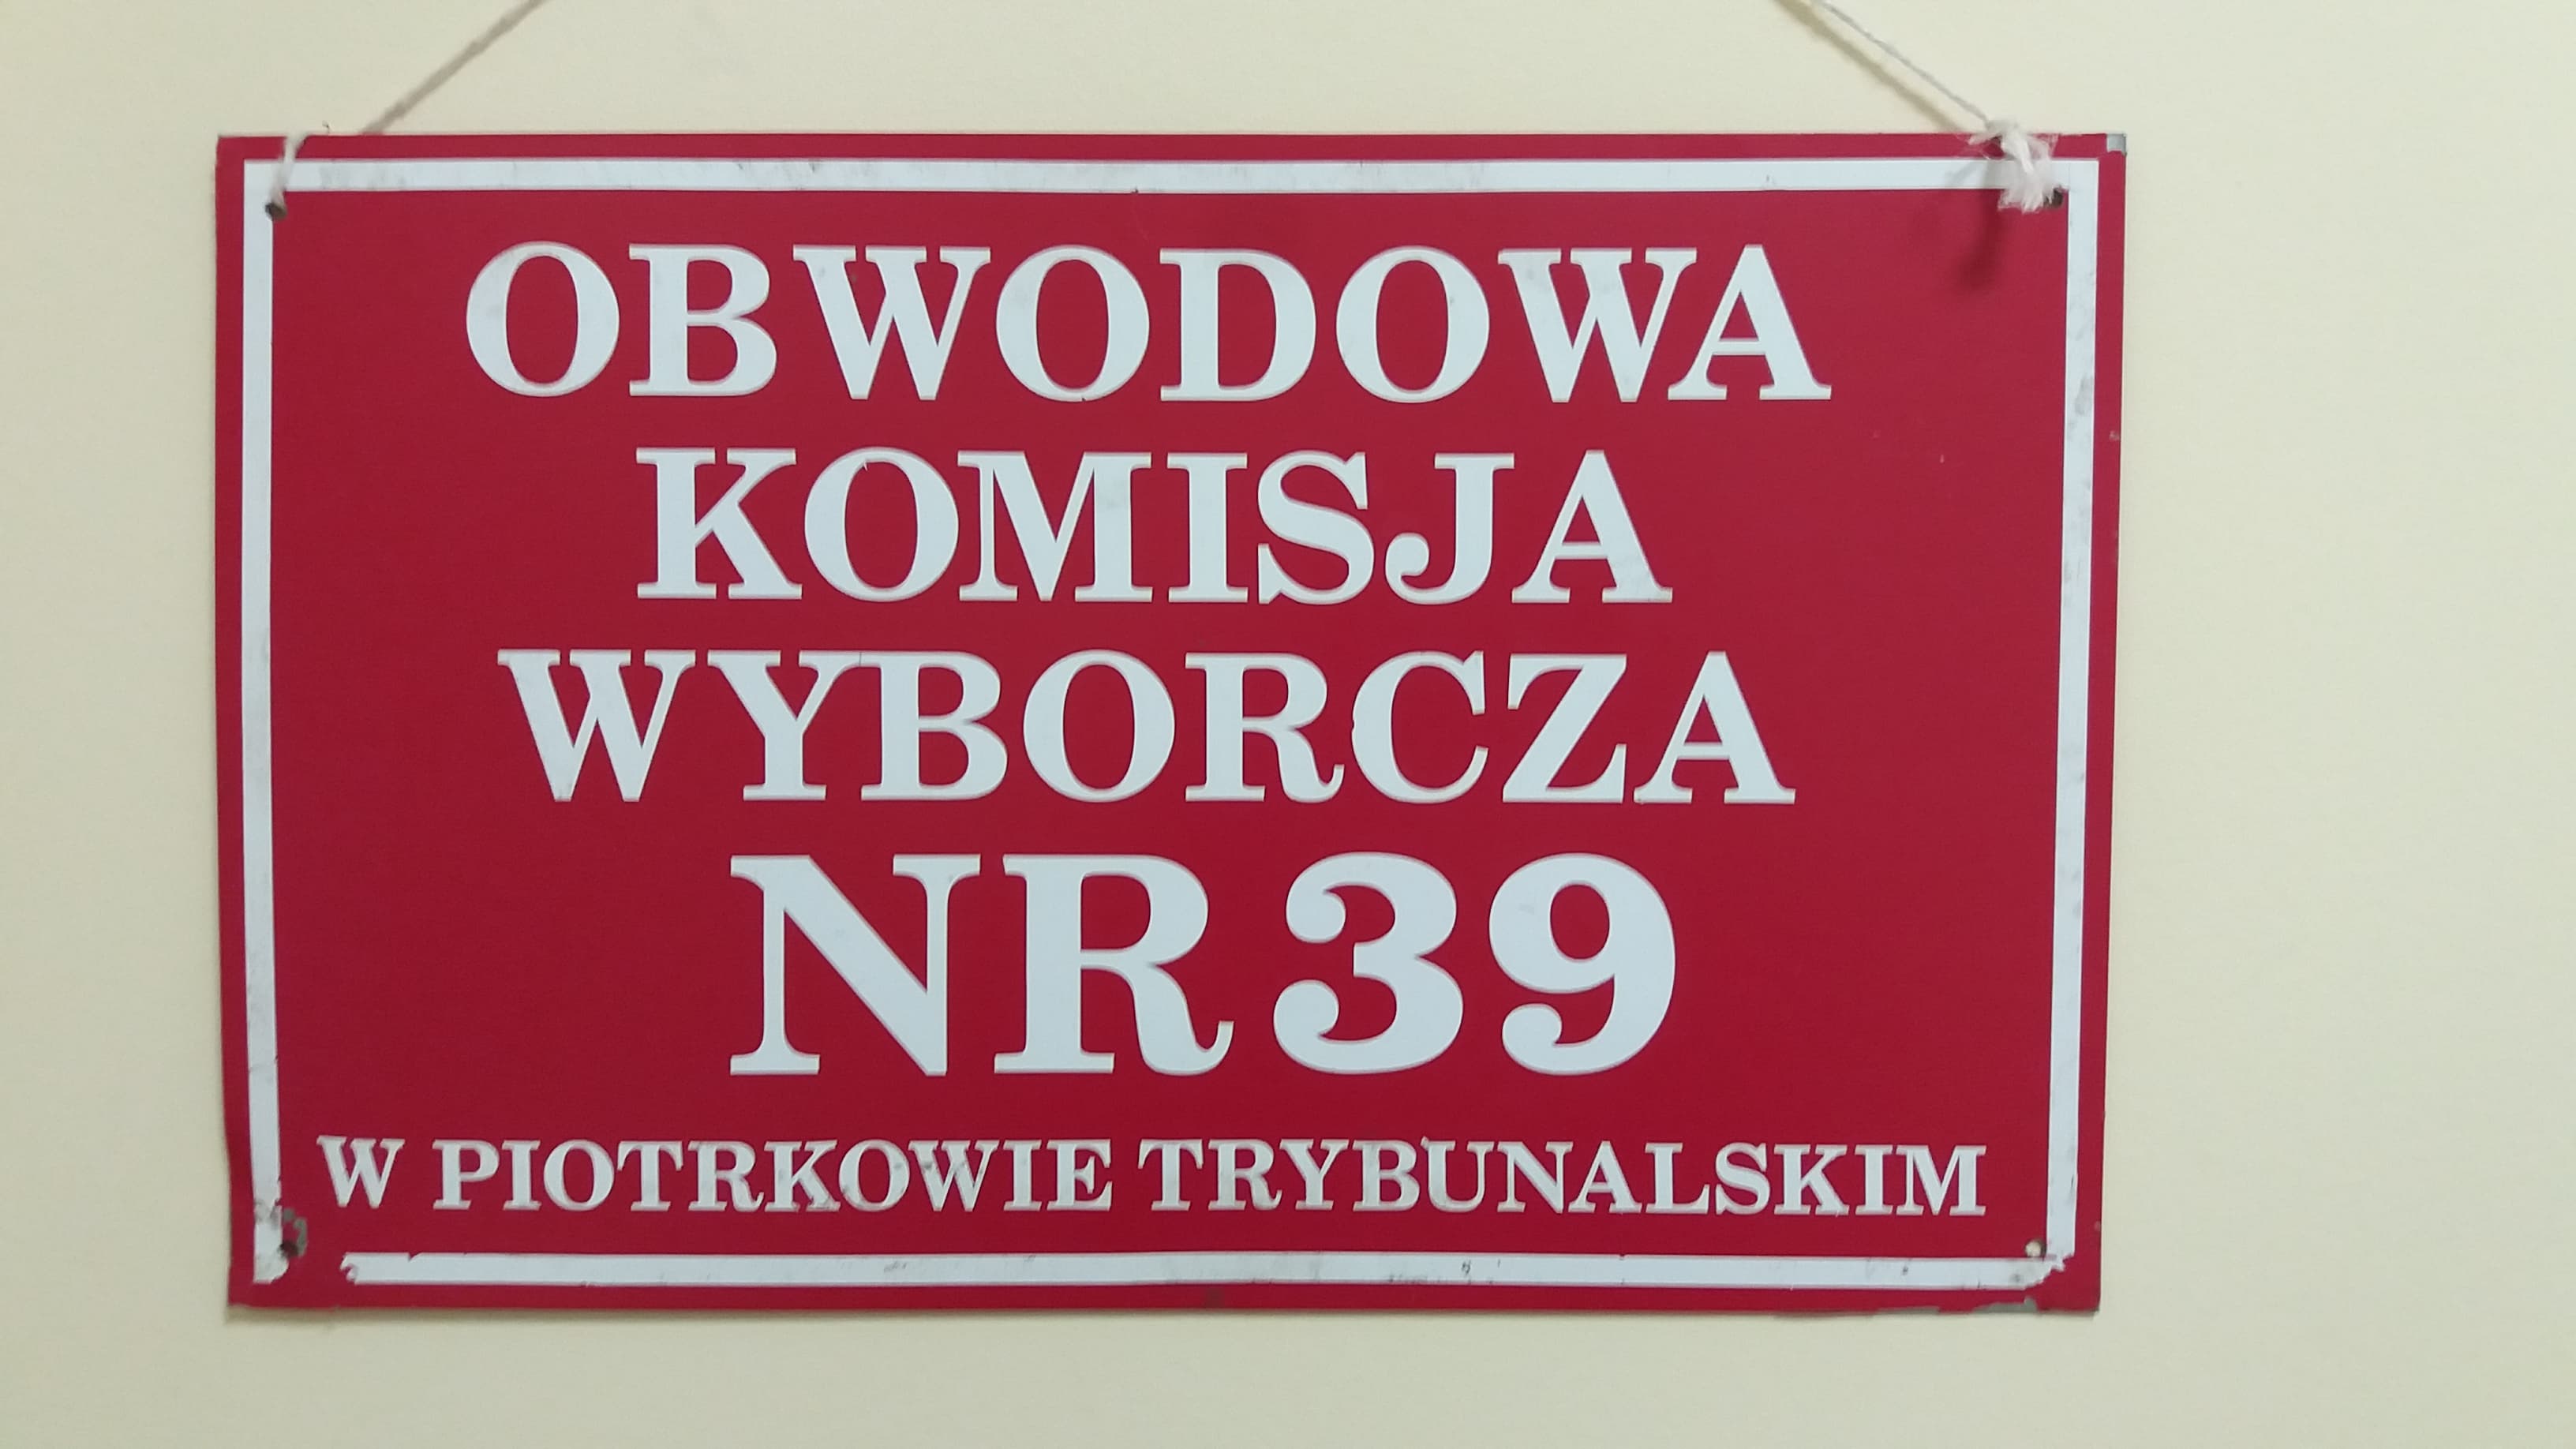 OBWODOWA
KOMISJA
WYBORCZA
NR 39
W PIOTRKOWIE TRYBUNALSKIM